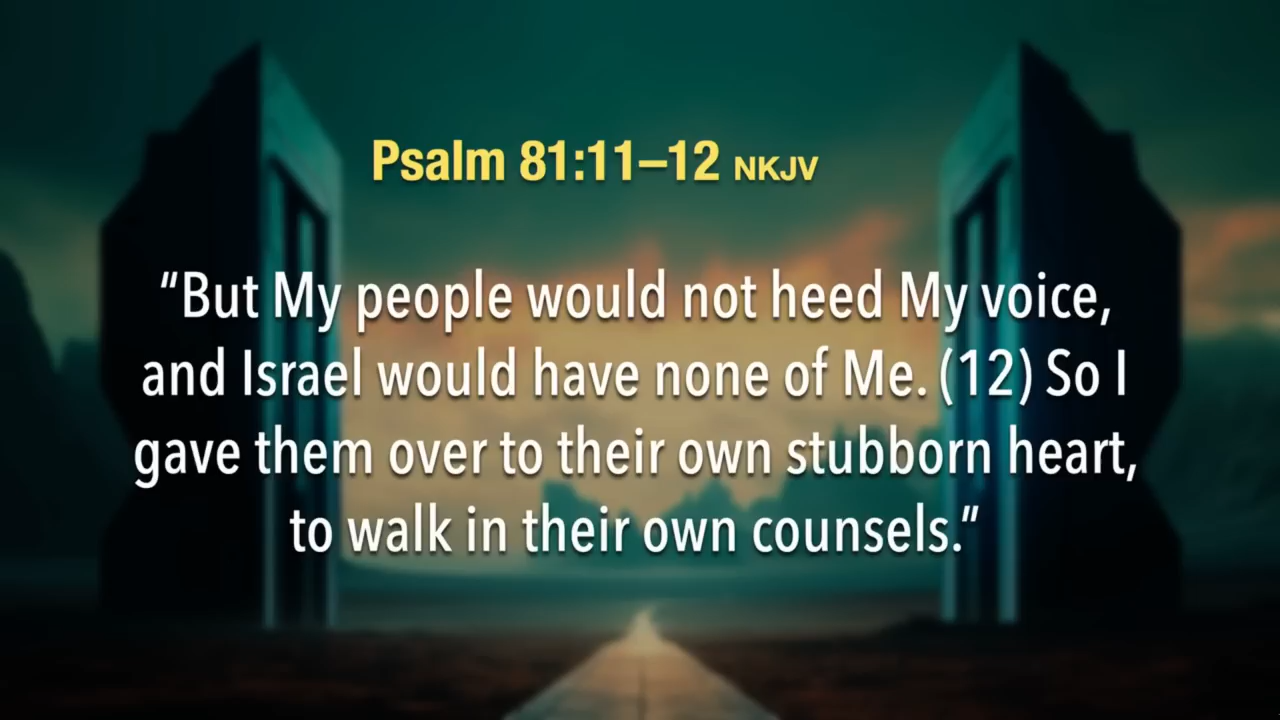 Psalm 81:11–12 NKJV
“But My people would not heed My voice,
and Israel would have none of Me. (12) So I
gave them over to their own stubborn heart,
to walk in their own counsels.”